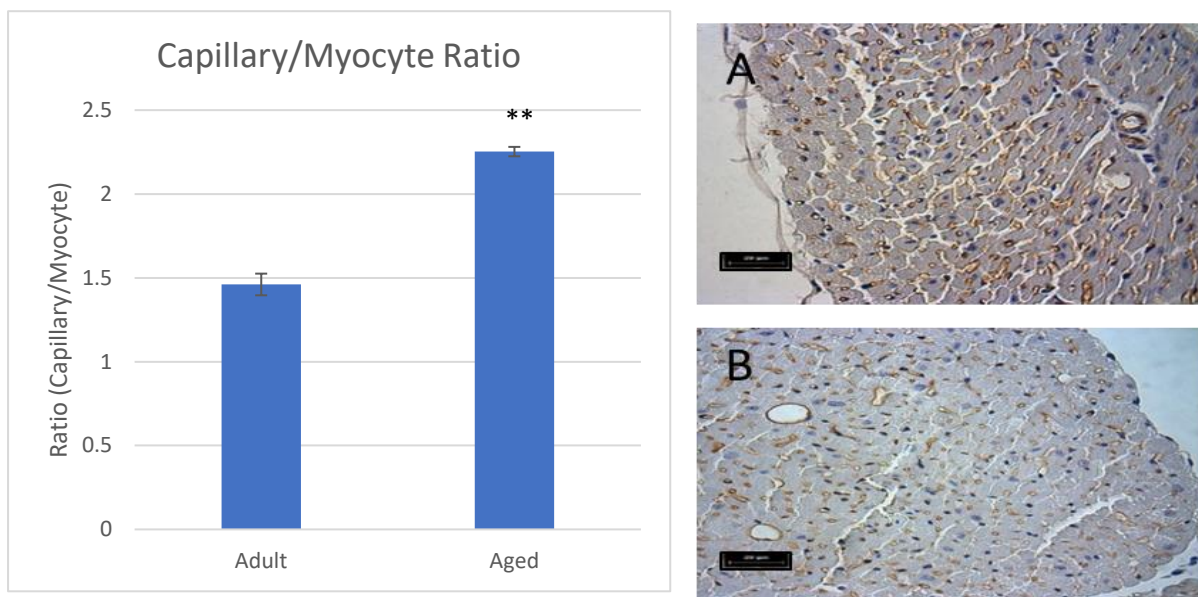 Capillary/Myocyte Ratio
2.5
**
2
1.5
1
0.5
0
Ratio (Capillary/Myocyte)
Adult
Aged
A
B